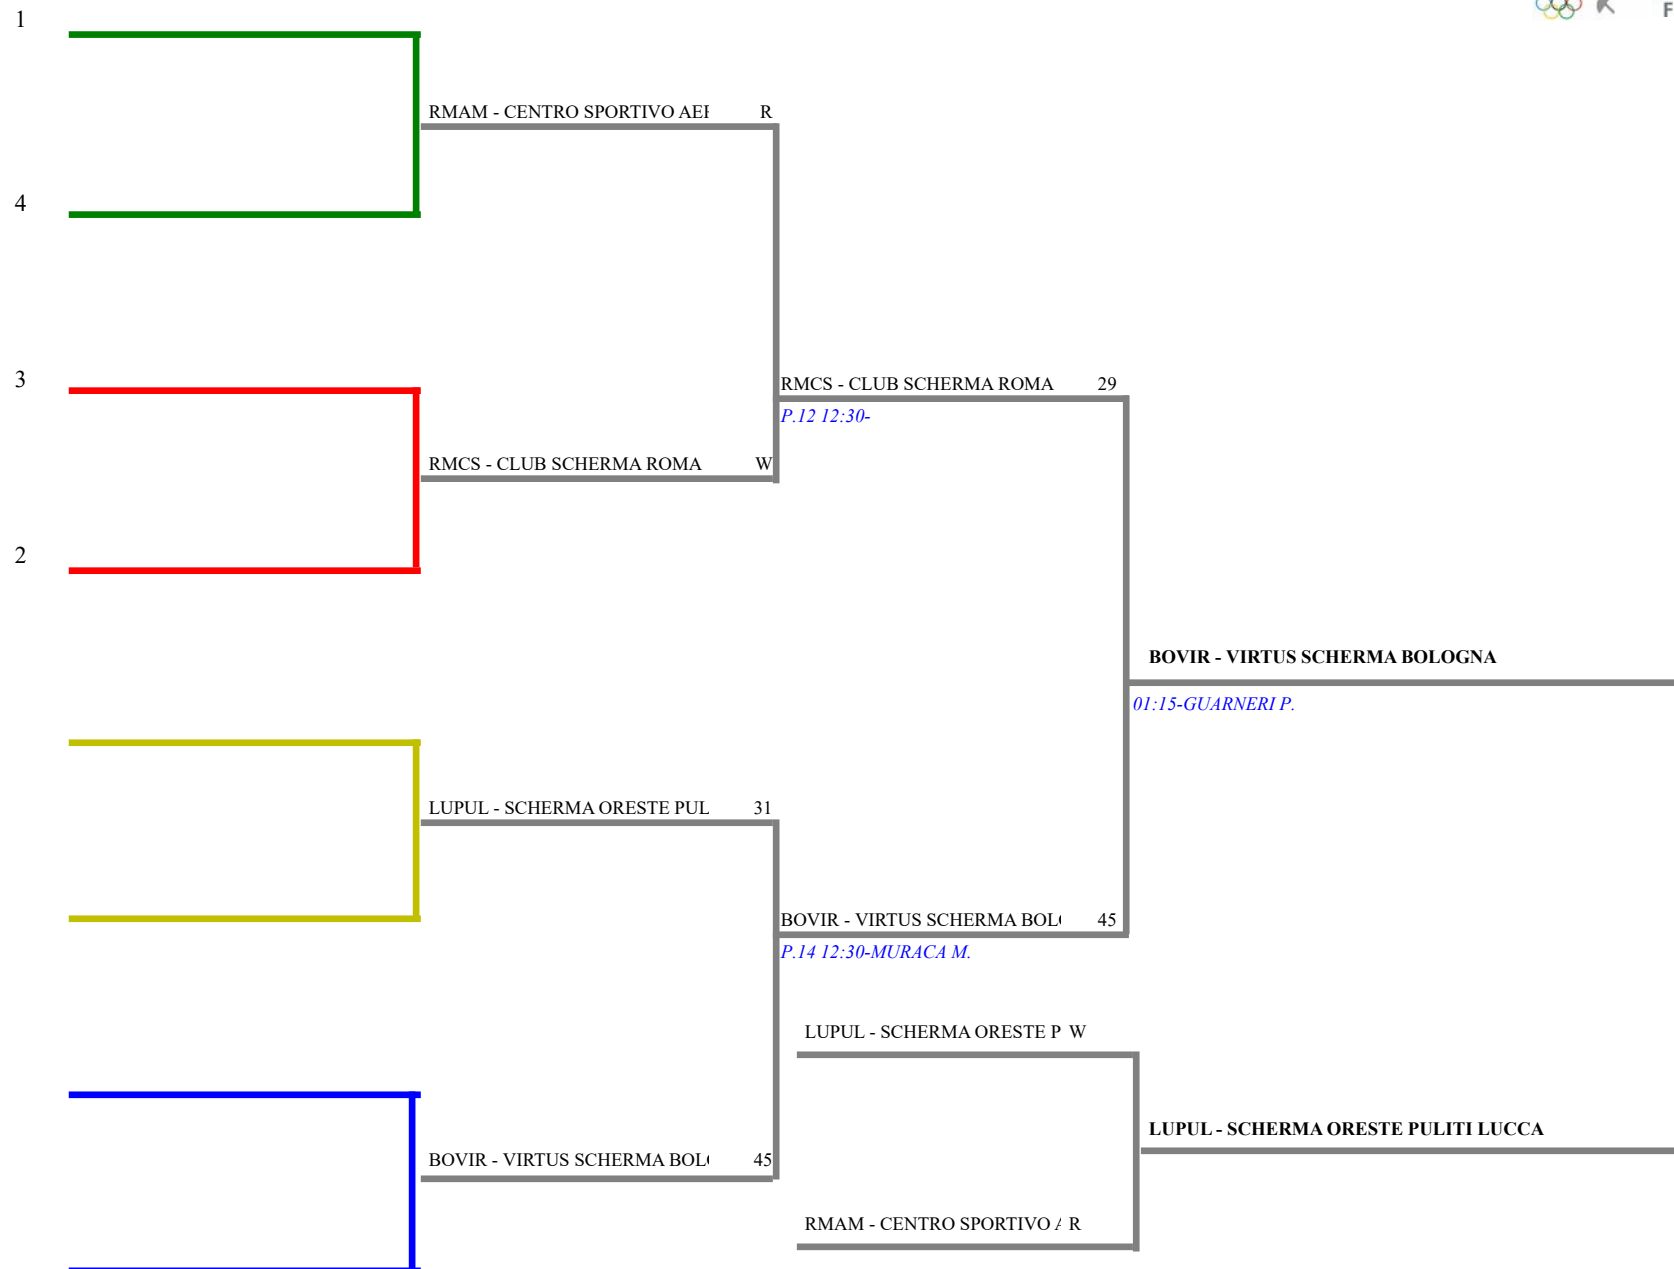 1
F
RMAM - CENTRO SPORTIVO R
4
3
RMCS - CLUB SCHERMA ROMA 29
P.12 12:30-
RMCS - CLUB SCHERMA ROMA W
2
BOVIR - VIRTUS SCHERMA BOLOGNA
01:15-GUARNERI P.
LUPUL - SCHERMA ORESTE PUL 31
BOVIR - VIRTUS SCHERMA BOL 45
P.14 12:30-MURACA M.
LUPUL - SCHERMA ORESTE P W
LUPUL - SCHERMA ORESTE PULITI LUCCA
BOVIR - VIRTUS SCHERMA BOL 45
RMAM - CENTRO SPORTIVO R